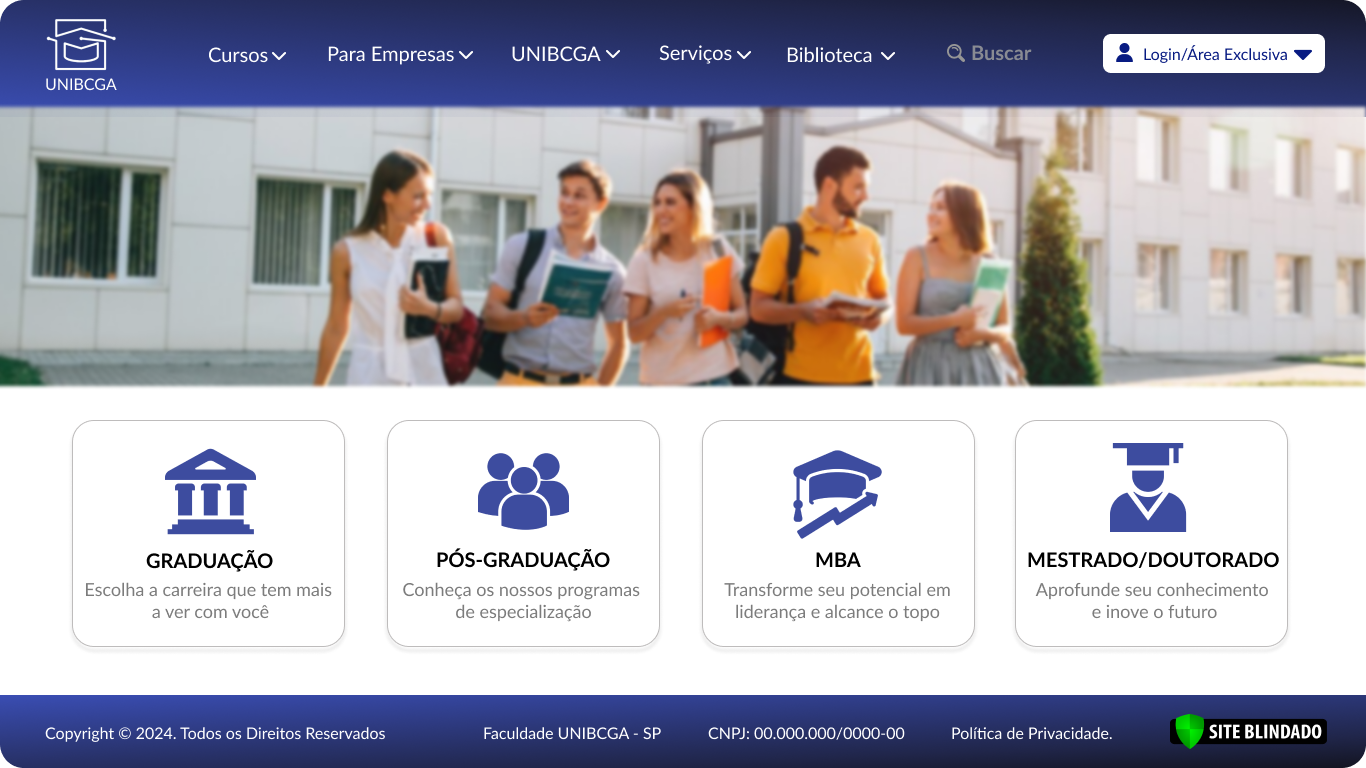 UNIBCGA
Cursos
Para Empresas
UNIBCGA
Serviços
Biblioteca
Buscar
Login/Área Exclusiva
GRADUAÇÃO
Escolha a carreira que tem mais
a ver com você
PÓS-GRADUAÇÃO
Conheça os nossos programas
de especialização
MBA
Transforme seu potencial em
liderança e alcance o topo
MESTRADO/DOUTORADO
Aprofunde seu conhecimento
e inove o futuro
Copyright © 2024. Todos os Direitos Reservados
Faculdade UNIBCGA - SP
CNPJ: 00.000.000/0000-00
Política de Privacidade.
SITE BLINDADO